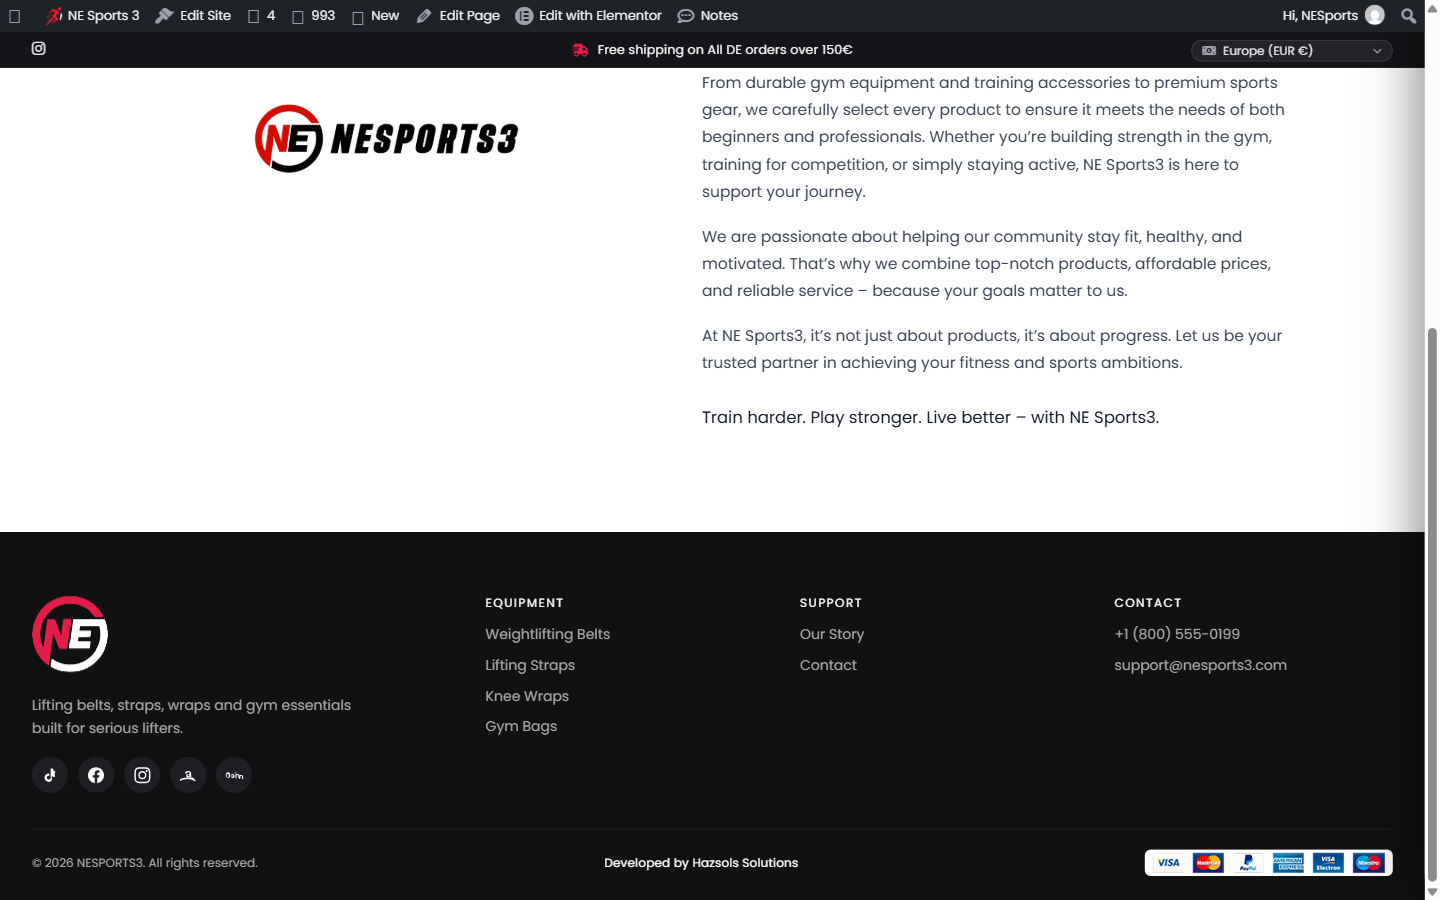 NE Sports 3 Edit Site 4 993 New Edit Page Edit with Elementor Notes Hi, NESports
Free shipping on All DE orders over 150€ Europe (EUR €)
From durable gym equipment and training accessories to premium sports
gear, we carefully select every product to ensure it meets the needs of both
beginners and professionals. Whether you’re building strength in the gym,
training for competition, or simply staying active, NE Sports3 is here to
support your journey.
NE NESPORTS3
We are passionate about helping our community stay fit, healthy, and
motivated. That’s why we combine top-notch products, affordable prices,
and reliable service – because your goals matter to us.
At NE Sports3, it’s not just about products, it’s about progress. Let us be your
trusted partner in achieving your fitness and sports ambitions.
Train harder. Play stronger. Live better – with NE Sports3.
NE
Lifting belts, straps, wraps and gym essentials
built for serious lifters.
EQUIPMENT
Weightlifting Belts
Lifting Straps
Knee Wraps
Gym Bags
SUPPORT
Our Story
Contact
CONTACT
+1 (800) 555-0199
support@nesports3.com
© 2026 NESPORTS3. All rights reserved.
Developed by Hazsols Solutions
VISA MasterCard PayPal AMERICAN EXPRESS VISA Electron Maestro